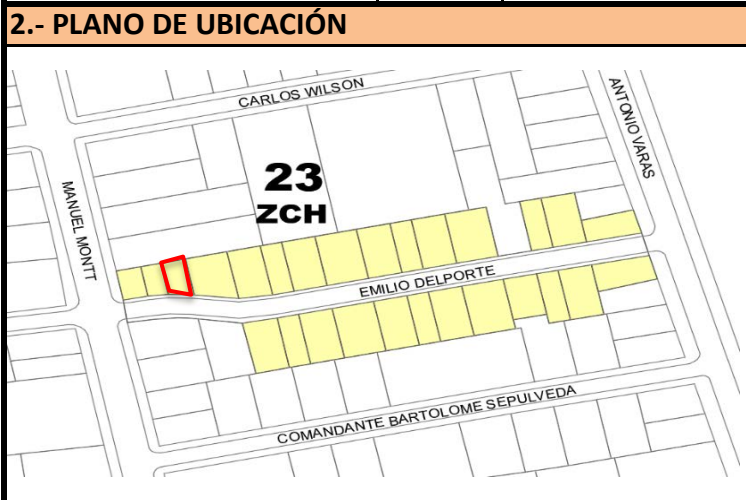 2.- PLANO DE UBICACIÓN
CARLOS WILSON
ANTONIO VARAS
23
ZCH
MANUEL MONTT
EMILIO DELPORTE
COMANDANTE BARTOLOME SEPULVEDA